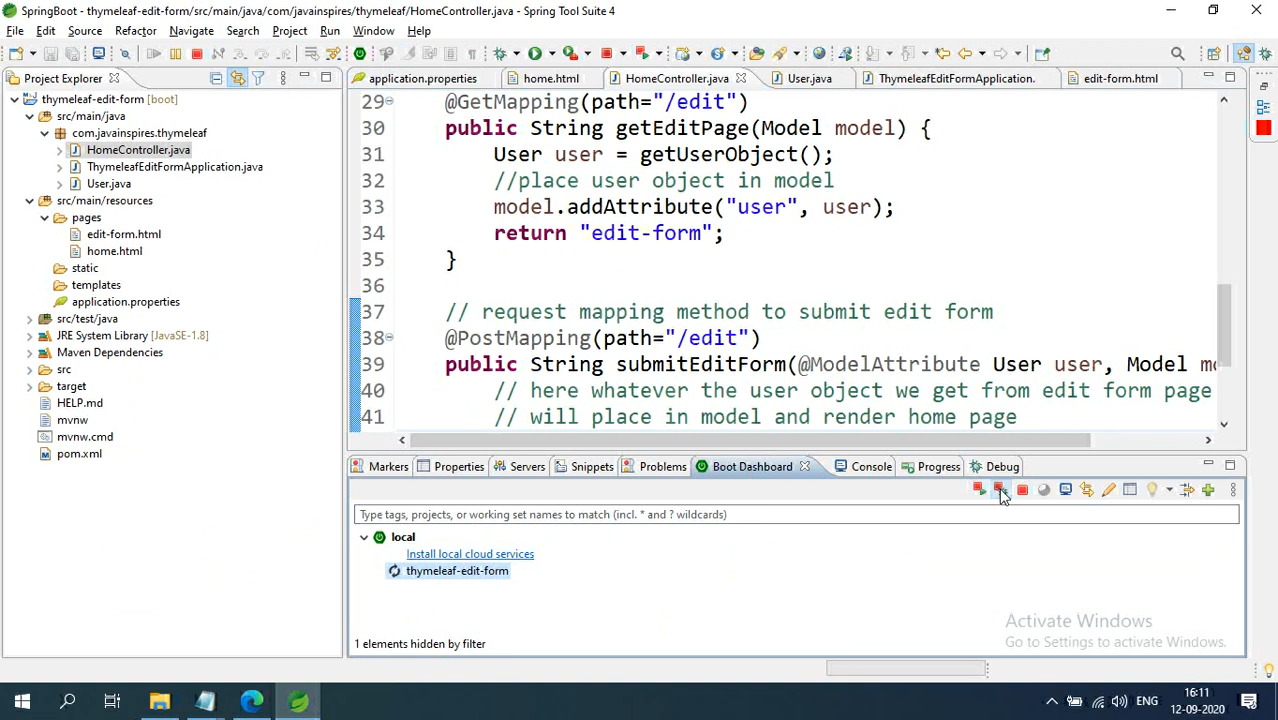 SpringBoot - thymeleaf-edit-form/src/main/java/com/javainspires/thymeleaf/HomeController.java - Spring Tool Suite 4
File Edit Source Refactor Navigate Search Project Run Window Help
Project Explorer
application.properties home.html HomeController.java User.java ThymeleafEditFormApplication. edit-form.html
thymeleaf-edit-form [boot]
src/main/java
com.javainspires.thymeleaf
HomeController.java
ThymeleafEditFormApplication.java
User.java
src/main/resources
pages
edit-form.html
home.html
static
templates
application.properties
src/test/java
JRE System Library [JavaSE-1.8]
Maven Dependencies
src
target
HELP.md
mvnw
mvnw.cmd
pom.xml
29 @GetMapping(path="/edit")
30 public String getEditPage(Model model) {
31 User user = getUserObject();
32 //place user object in model
33 model.addAttribute("user", user);
34 return "edit-form";
35 }
36
37 // request mapping method to submit edit form
38 @PostMapping(path="/edit")
39 public String submitEditForm(@ModelAttribute User user, Model mo
40 // here whatever the user object we get from edit form page
41 // will place in model and render home page
Markers Properties Servers Snippets Problems Boot Dashboard Console Progress Debug
Type tags, projects, or working set names to match (incl. * and ? wildcards)
local
Install local cloud services
thymeleaf-edit-form
Activate Windows
Go to Settings to activate Windows.
1 elements hidden by filter
ENG
16:11
12-09-2020